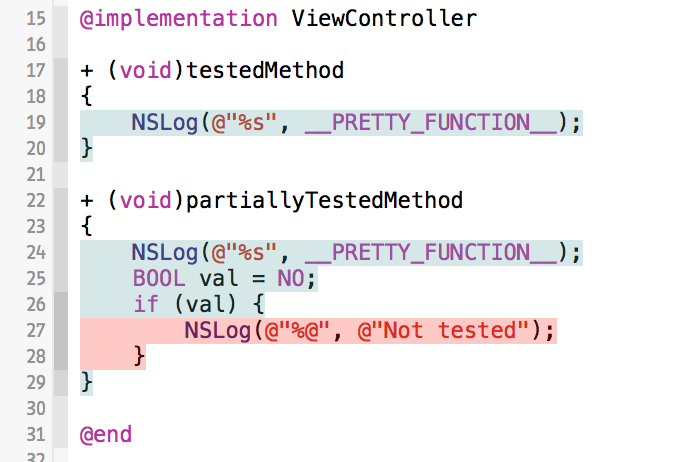 15 @implementation ViewController
16
17 + (void)testedMethod
18 {
19     NSLog(@"%s", __PRETTY_FUNCTION__);
20 }
21
22 + (void)partiallyTestedMethod
23 {
24     NSLog(@"%s", __PRETTY_FUNCTION__);
25     BOOL val = NO;
26     if (val) {
27         NSLog(@"%@", @"Not tested");
28     }
29 }
30
31 @end
32